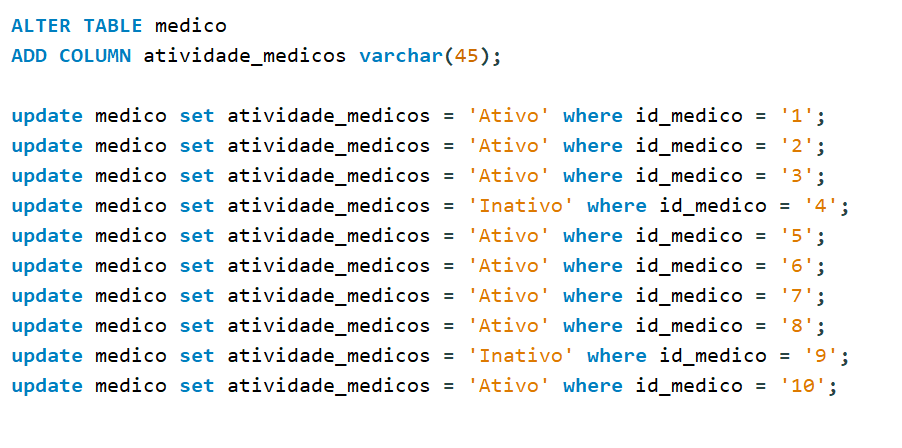 ALTER TABLE medico
ADD COLUMN atividade_medicos varchar(45);
update medico set atividade_medicos = 'Ativo' where id_medico = '1';
update medico set atividade_medicos = 'Ativo' where id_medico = '2';
update medico set atividade_medicos = 'Ativo' where id_medico = '3';
update medico set atividade_medicos = 'Inativo' where id_medico = '4';
update medico set atividade_medicos = 'Ativo' where id_medico = '5';
update medico set atividade_medicos = 'Ativo' where id_medico = '6';
update medico set atividade_medicos = 'Ativo' where id_medico = '7';
update medico set atividade_medicos = 'Ativo' where id_medico = '8';
update medico set atividade_medicos = 'Inativo' where id_medico = '9';
update medico set atividade_medicos = 'Ativo' where id_medico = '10';